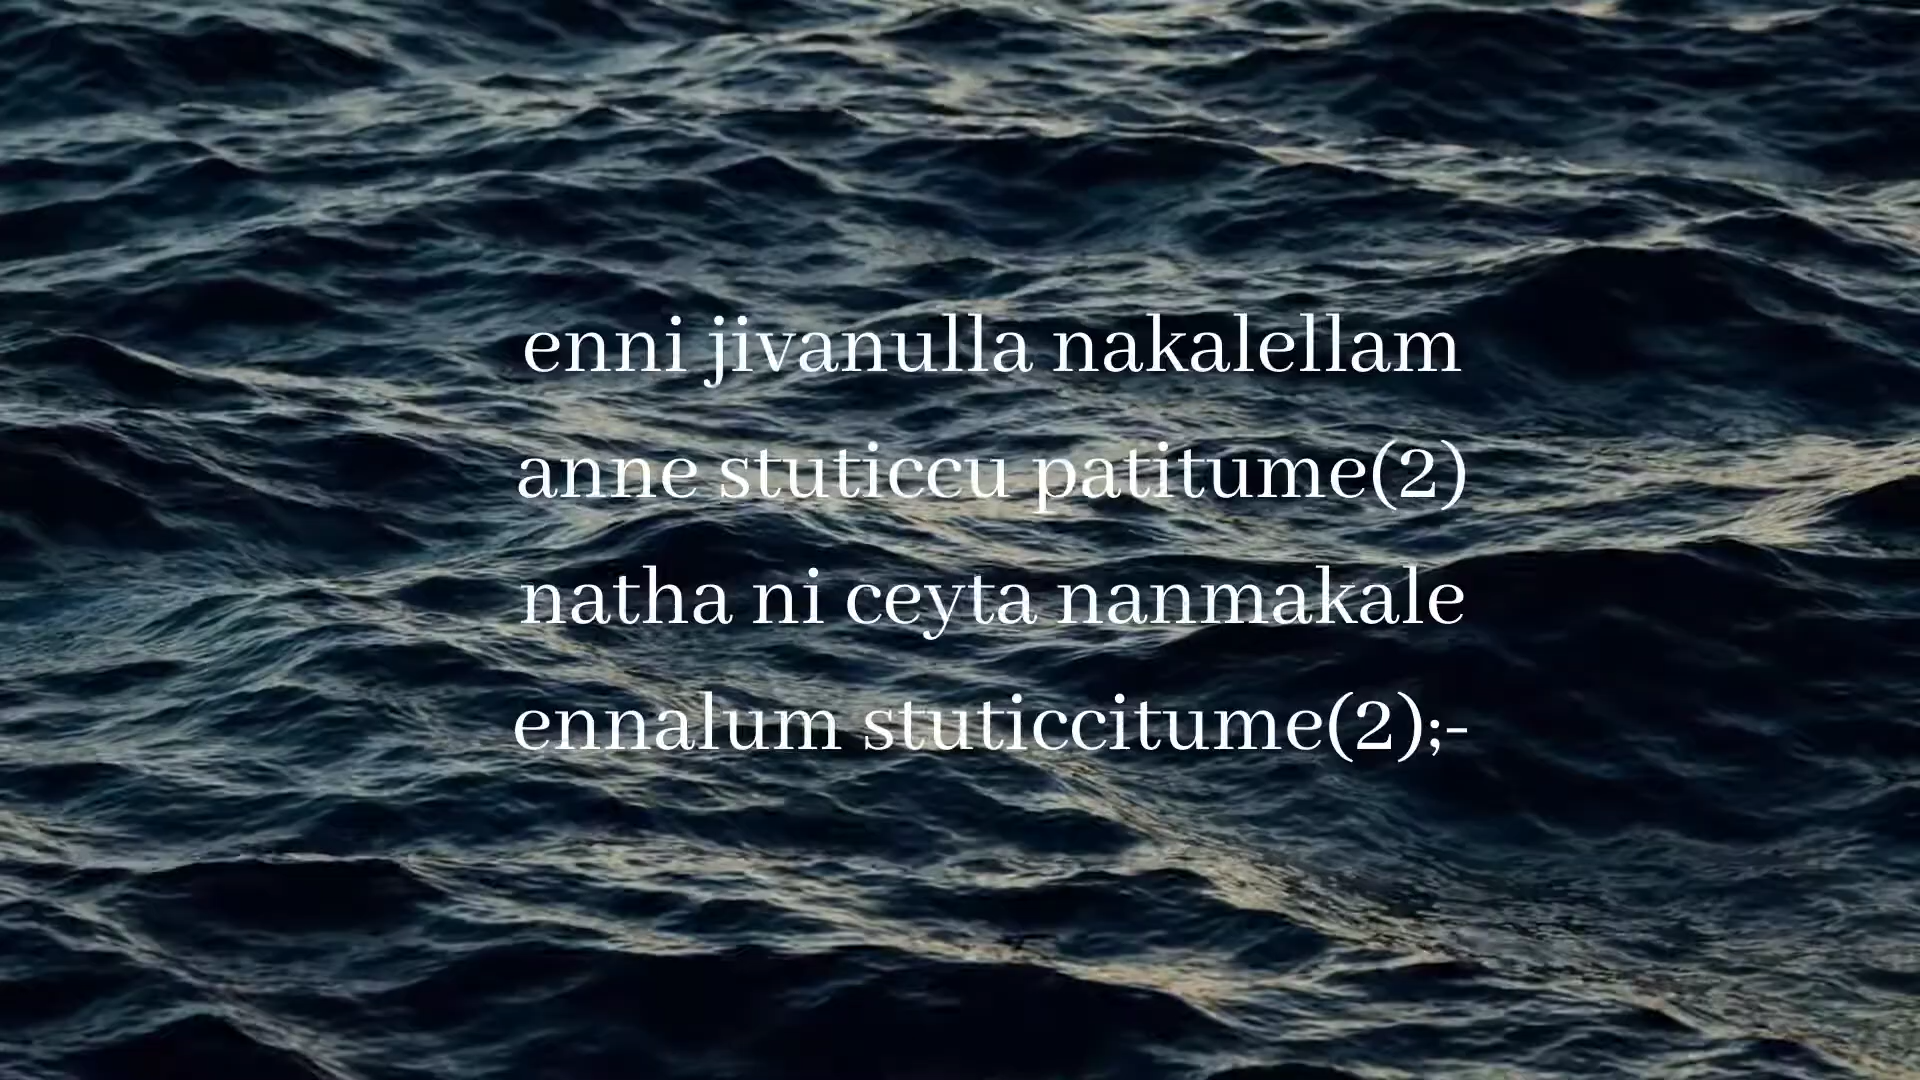 enni jivanulla nakalellam
anne stuticcu patitume(2)
natha ni ceyta nanmakale
ennalum stuticcitume(2);-